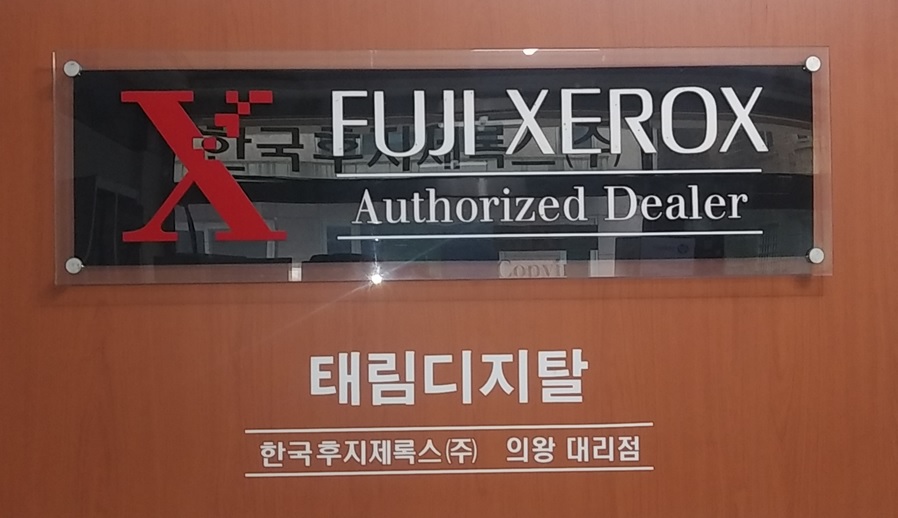 FUJI XEROX
한국후지제록스(주)
Authorized Dealer
태림디지탈
한국후지제록스(주) 의왕 대리점